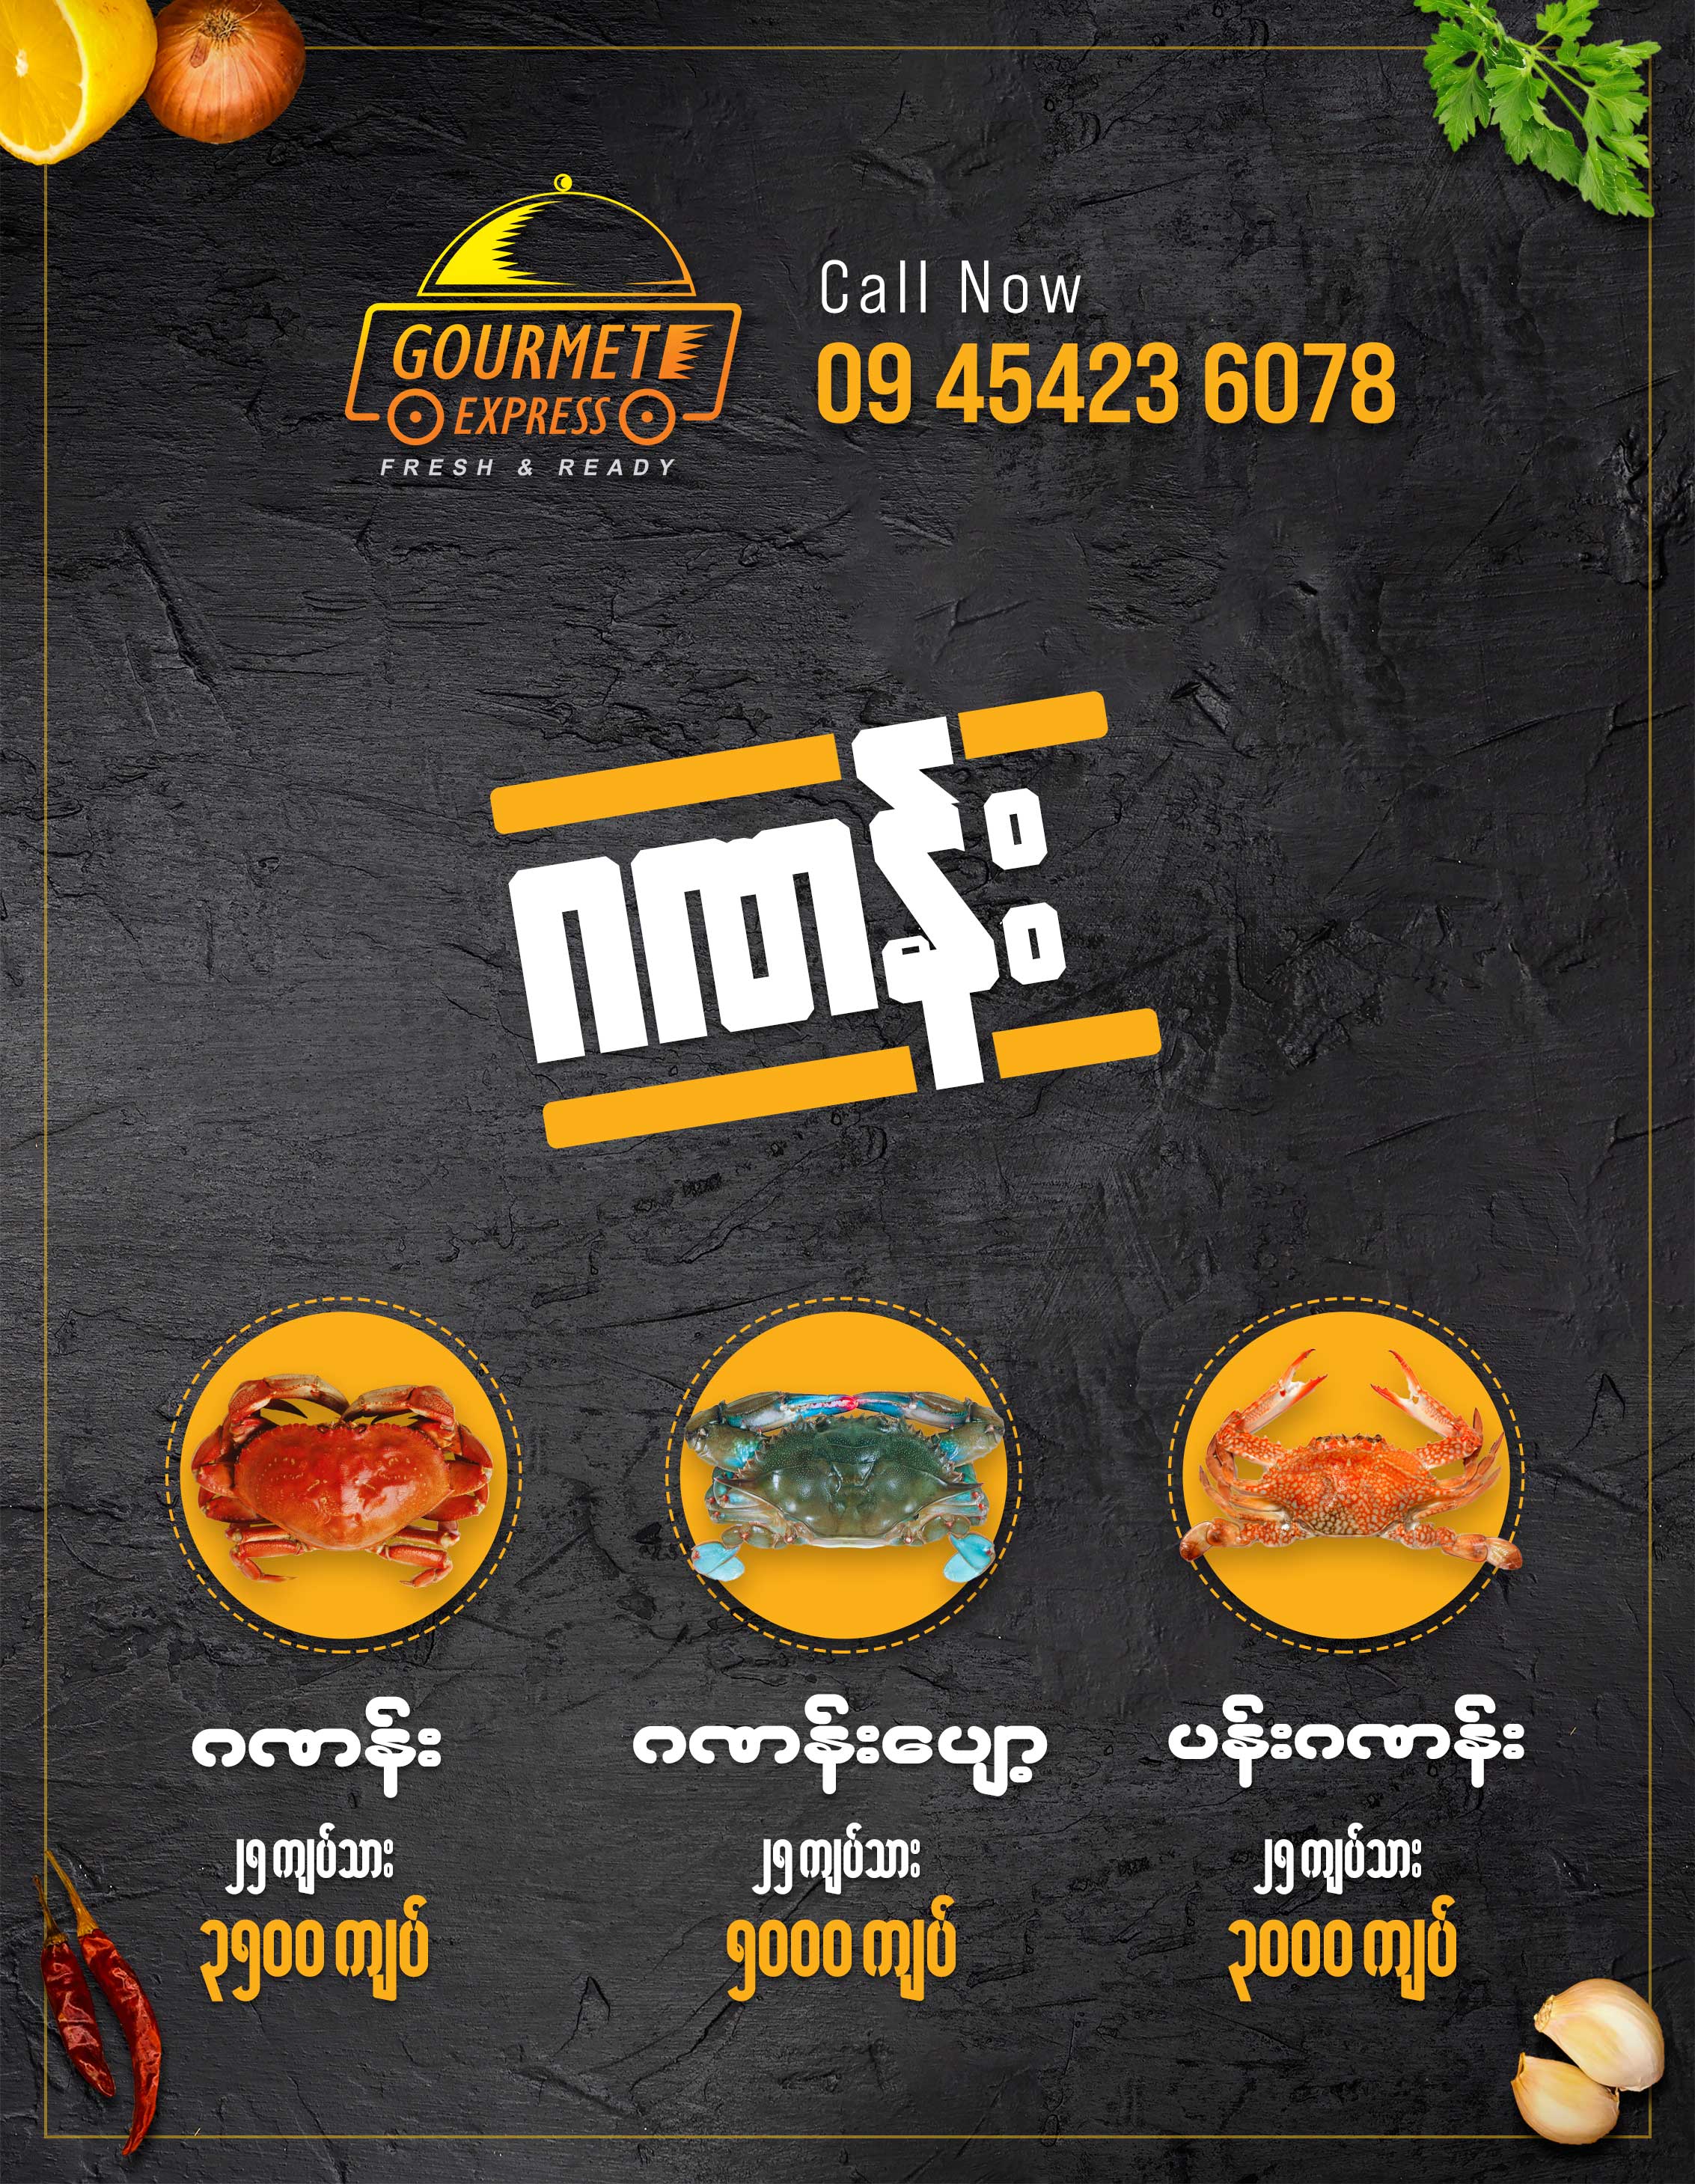 GOURMET
EXPRESS
FRESH & READY
Call Now
09 45423 6078
ဂဏန်း
ဂဏန်း
၂၅ ကျပ်သား
၃၅၀၀ ကျပ်
ဂဏန်းပျော့
၂၅ ကျပ်သား
၅၀၀၀ ကျပ်
ပန်းဂဏန်း
၂၅ ကျပ်သား
၃၀၀၀ ကျပ်